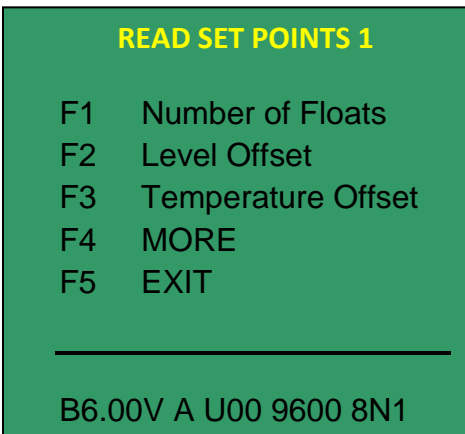 READ SET POINTS 1
F1 Number of Floats
F2 Level Offset
F3 Temperature Offset
F4 MORE
F5 EXIT
B6.00V A U00 9600 8N1